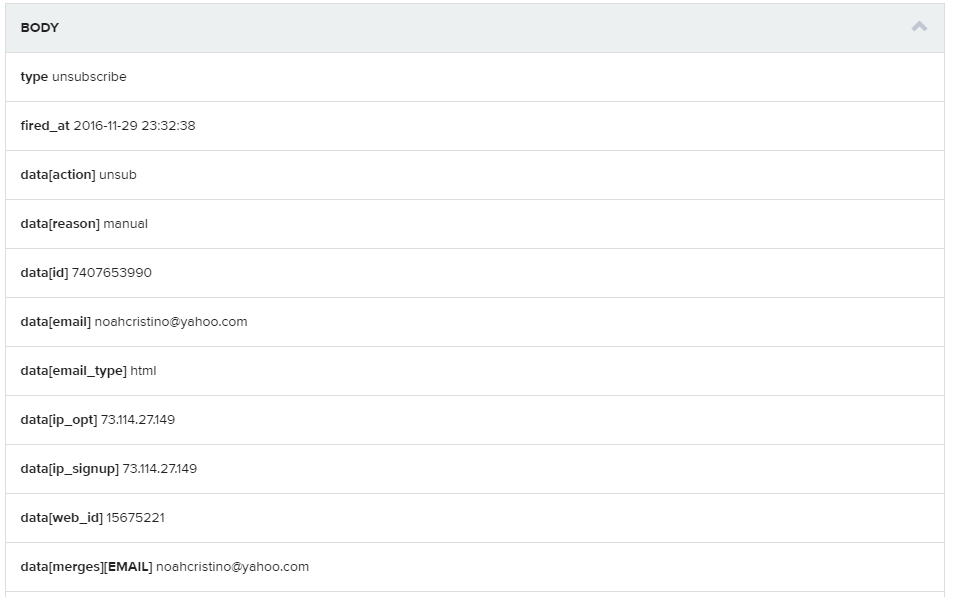 BODY
type unsubscribe
fired_at 2016-11-29 23:32:38
data[action] unsub
data[reason] manual
data[id] 7407653990
data[email] noahcristino@yahoo.com
data[email_type] html
data[ip_opt] 73.114.27.149
data[ip_signup] 73.114.27.149
data[web_id] 15675221
data[merges][EMAIL] noahcristino@yahoo.com